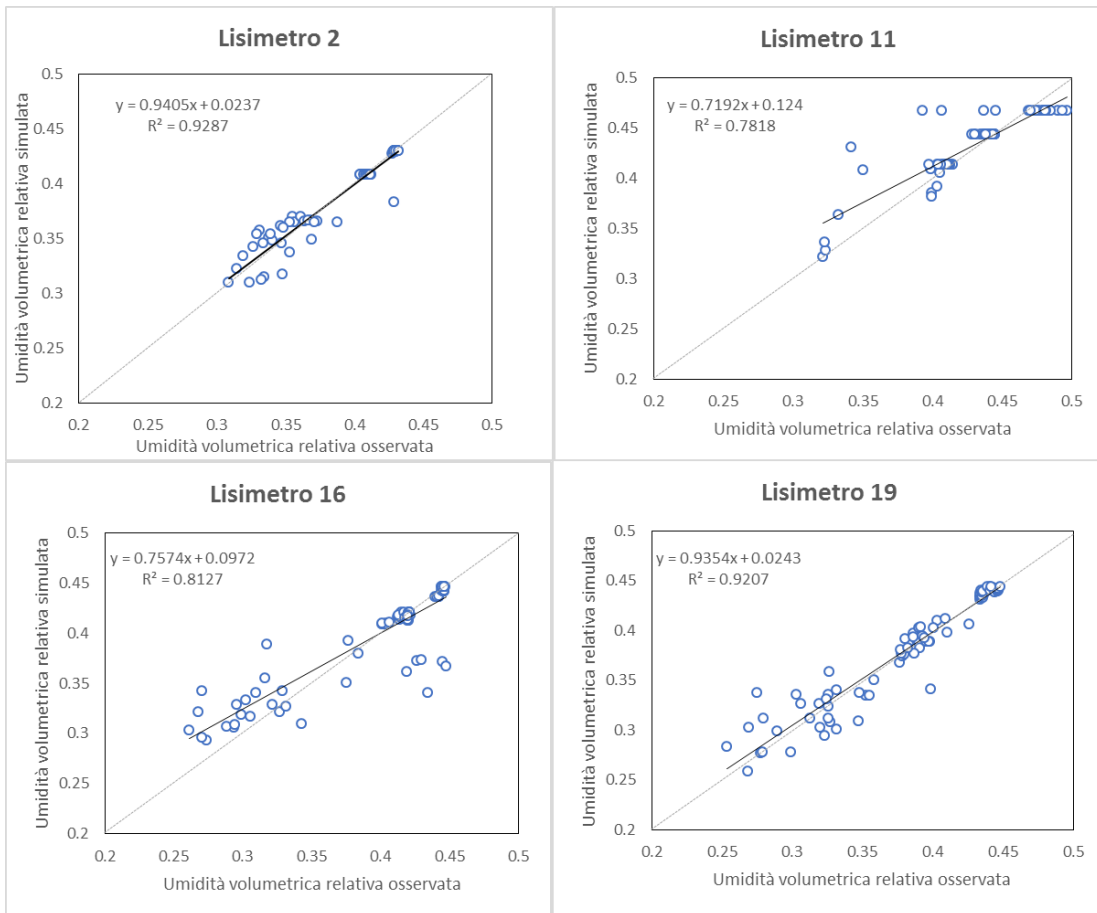 Lisimetro 2
y = 0.9405x + 0.0237
R² = 0.9287
Umidità volumetrica relativa simulata
0.5
0.45
0.4
0.35
0.3
0.25
0.2
0.2 0.25 0.3 0.35 0.4 0.45 0.5
Umidità volumetrica relativa osservata
Lisimetro 11
y = 0.7192x + 0.124
R² = 0.7818
Umidità volumetrica relativa simulata
0.5
0.45
0.4
0.35
0.3
0.25
0.2
0.2 0.25 0.3 0.35 0.4 0.45 0.5
Umidità volumetrica relativa osservata
Lisimetro 16
y = 0.7574x + 0.0972
R² = 0.8127
Umidità volumetrica relativa simulata
0.5
0.45
0.4
0.35
0.3
0.25
0.2
0.2 0.25 0.3 0.35 0.4 0.45 0.5
Umidità volumetrica relativa osservata
Lisimetro 19
y = 0.9354x + 0.0243
R² = 0.9207
Umidità volumetrica relativa simulata
0.5
0.45
0.4
0.35
0.3
0.25
0.2
0.2 0.25 0.3 0.35 0.4 0.45 0.5
Umidità volumetrica relativa osservata